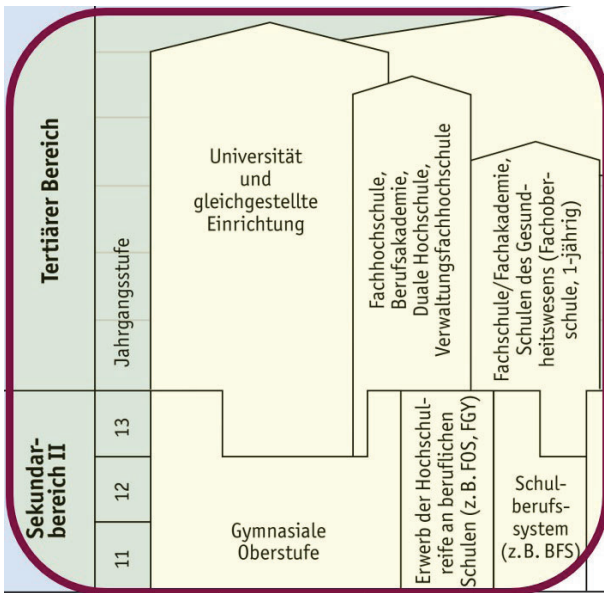 Tertiärer Bereich
Jahrgangsstufe
Universität
und
gleichgestellte
Einrichtung
Fachhochschule,
Berufsakademie,
Duale Hochschule,
Verwaltungsfachhochschule
Fachschule/Fachakademie,
Schulen des Gesund-
heitswesens (Fachober-
schule, 1-jährig)
Sekundar-
bereich II
13
12
11
Gymnasiale
Oberstufe
Erwerb der Hochschul-
reife an beruflichen
Schulen (z. B. FOS, FGY)
Schul-
berufs-
system
(z. B. BFS)